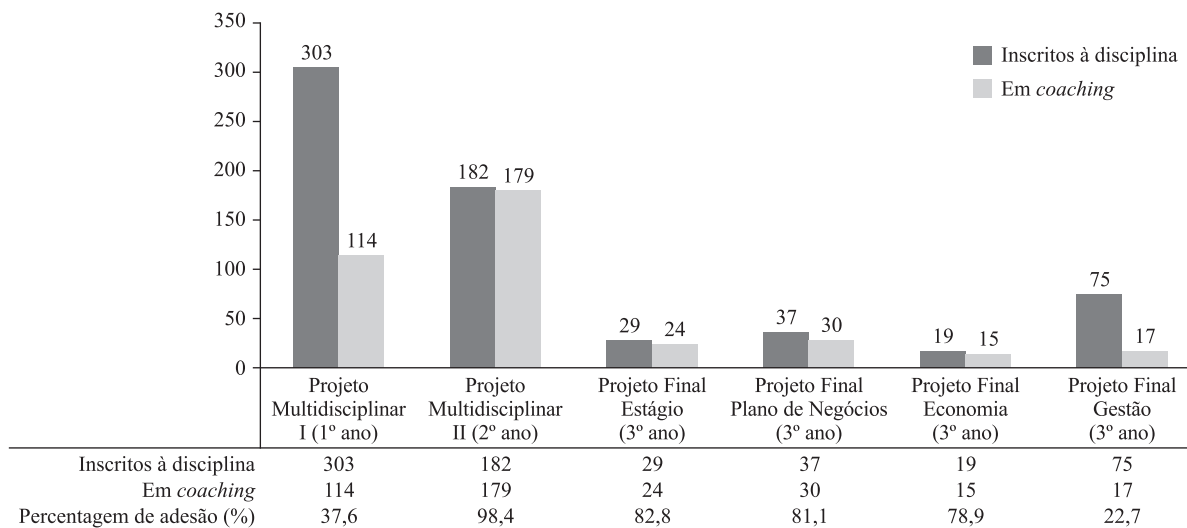 350
300
250
200
150
100
50
0
303
114
182 179
29 24
37 30
19 15
75
17
Inscritos à disciplina
Em coaching
Projeto
Multidisciplinar
I (1º ano)
Projeto
Multidisciplinar
II (2º ano)
Projeto Final
Estágio
(3º ano)
Projeto Final
Plano de Negócios
(3º ano)
Projeto Final
Economia
(3º ano)
Projeto Final
Gestão
(3º ano)
Inscritos à disciplina 303 182 29 37 19 75
Em coaching 114 179 24 30 15 17
Percentagem de adesão (%) 37,6 98,4 82,8 81,1 78,9 22,7